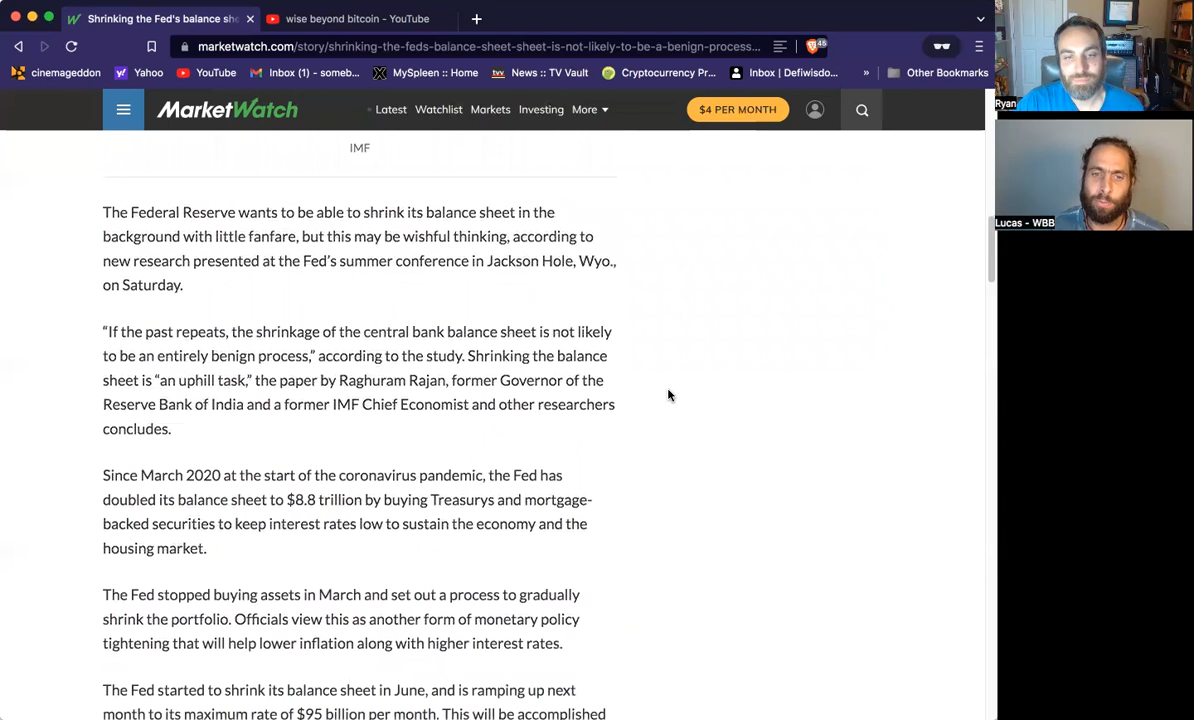 Shrinking the Fed's balance she
wise beyond bitcoin - YouTube
marketwatch.com/story/shrinking-the-feds-balance-sheet-sheet-is-not-likely-to-be-a-benign-process...
46
cinemageddon
Yahoo
YouTube
Inbox (1) - someb...
MySpleen :: Home
News :: TV Vault
Cryptocurrency Pr...
Inbox | Defiwisdo...
»
Other Bookmarks
MarketWatch
Latest
Watchlist
Markets
Investing
More
$4 PER MONTH
Ryan
Lucas - WBB
IMF
The Federal Reserve wants to be able to shrink its balance sheet in the
background with little fanfare, but this may be wishful thinking, according to
new research presented at the Fed's summer conference in Jackson Hole, Wyo.,
on Saturday.
“If the past repeats, the shrinkage of the central bank balance sheet is not likely
to be an entirely benign process,” according to the study. Shrinking the balance
sheet is “an uphill task,” the paper by Raghuram Rajan, former Governor of the
Reserve Bank of India and a former IMF Chief Economist and other researchers
concludes.
Since March 2020 at the start of the coronavirus pandemic, the Fed has
doubled its balance sheet to $8.8 trillion by buying Treasurys and mortgage-
backed securities to keep interest rates low to sustain the economy and the
housing market.
The Fed stopped buying assets in March and set out a process to gradually
shrink the portfolio. Officials view this as another form of monetary policy
tightening that will help lower inflation along with higher interest rates.
The Fed started to shrink its balance sheet in June, and is ramping up next
month to its maximum rate of $95 billion per month. This will be accomplished